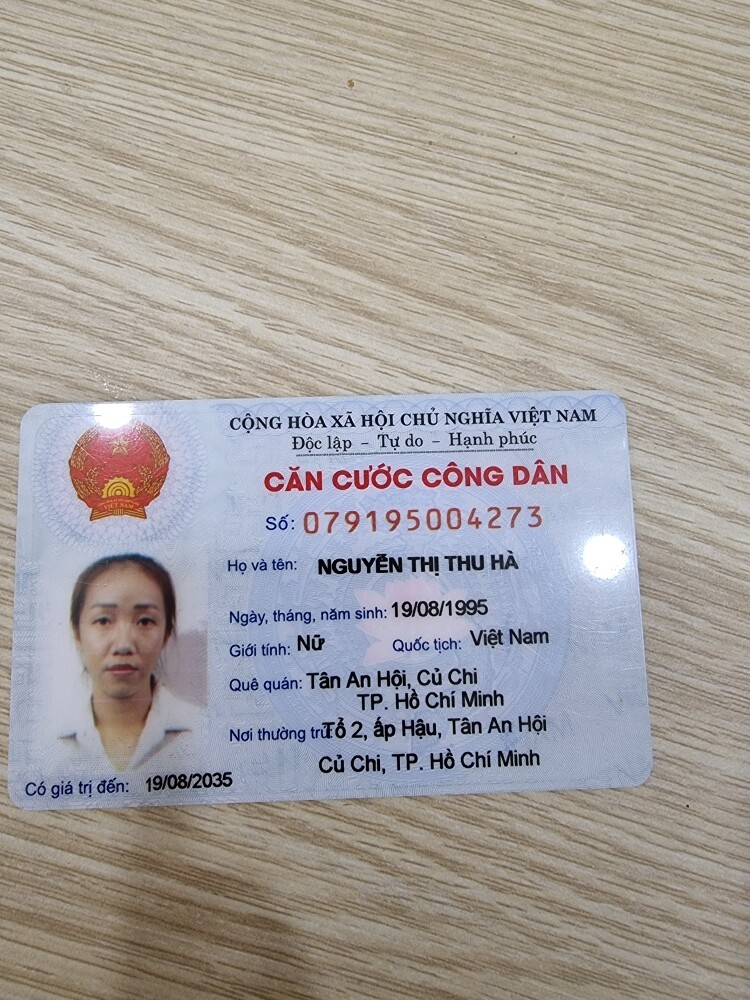 CỘNG HÒA XÃ HỘI CHỦ NGHĨA VIỆT NAM
Độc lập - Tự do - Hạnh phúc
CĂN CƯỚC CÔNG DÂN
Số: 079195004273
Họ và tên: NGUYỄN THỊ THU HÀ
Ngày, tháng, năm sinh: 19/08/1995
Giới tính: Nữ Quốc tịch: Việt Nam
Quê quán: Tân An Hội, Củ Chi
TP. Hồ Chí Minh
Nơi thường trú: Tổ 2, ấp Hậu, Tân An Hội
Củ Chi, TP. Hồ Chí Minh
Có giá trị đến: 19/08/2035
VIỆT NAM